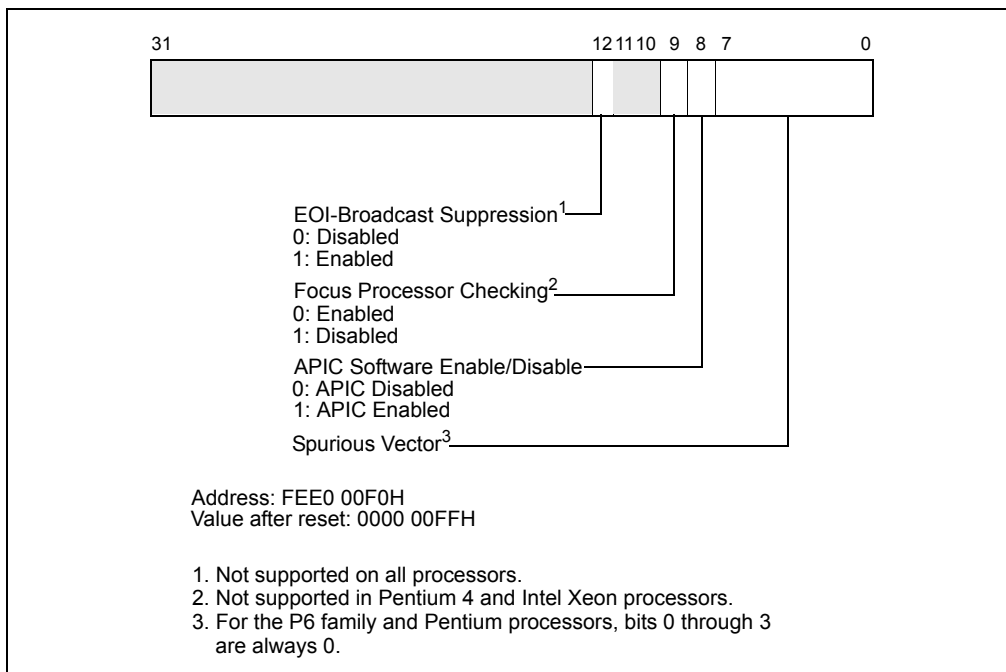 31 12 11 10 9 8 7 0
EOI-Broadcast Suppression1
0: Disabled
1: Enabled
Focus Processor Checking2
0: Enabled
1: Disabled
APIC Software Enable/Disable
0: APIC Disabled
1: APIC Enabled
Spurious Vector3
Address: FEE0 00F0H
Value after reset: 0000 00FFH
1. Not supported on all processors.
2. Not supported in Pentium 4 and Intel Xeon processors.
3. For the P6 family and Pentium processors, bits 0 through 3
are always 0.